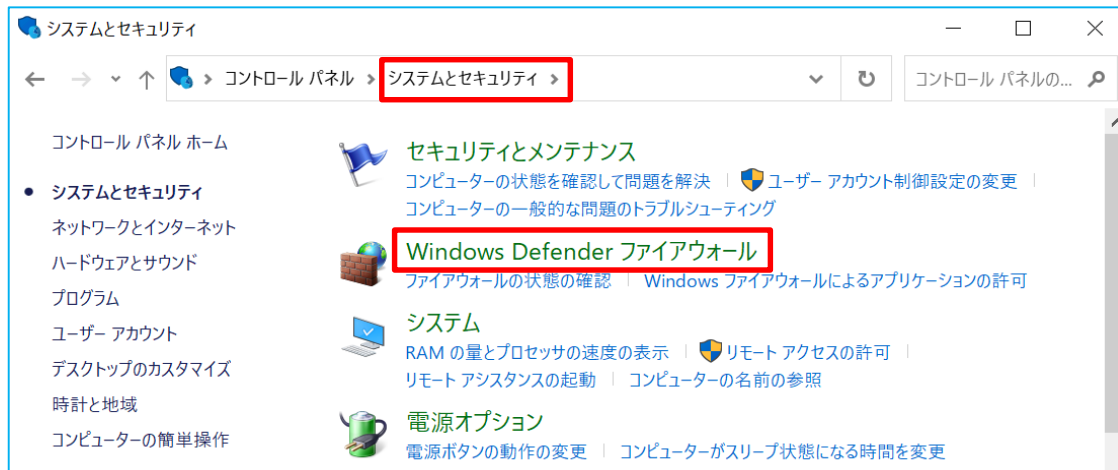 システムとセキュリティ
コントロール パネル > システムとセキュリティ >
コントロール パネルの...
コントロール パネル ホーム
システムとセキュリティ
ネットワークとインターネット
ハードウェアとサウンド
プログラム
ユーザー アカウント
デスクトップのカスタマイズ
時計と地域
コンピューターの簡単操作
セキュリティとメンテナンス
コンピューターの状態を確認して問題を解決 | ユーザー アカウント制御設定の変更 |
コンピューターの一般的な問題のトラブルシューティング
Windows Defender ファイアウォール
ファイアウォールの状態の確認 | Windows ファイアウォールによるアプリケーションの許可
システム
RAM の量とプロセッサの速度の表示 | リモート アクセスの許可 |
リモート アシスタンスの起動 | コンピューターの名前の参照
電源オプション
電源ボタンの動作の変更 | コンピューターがスリープ状態になる時間を変更